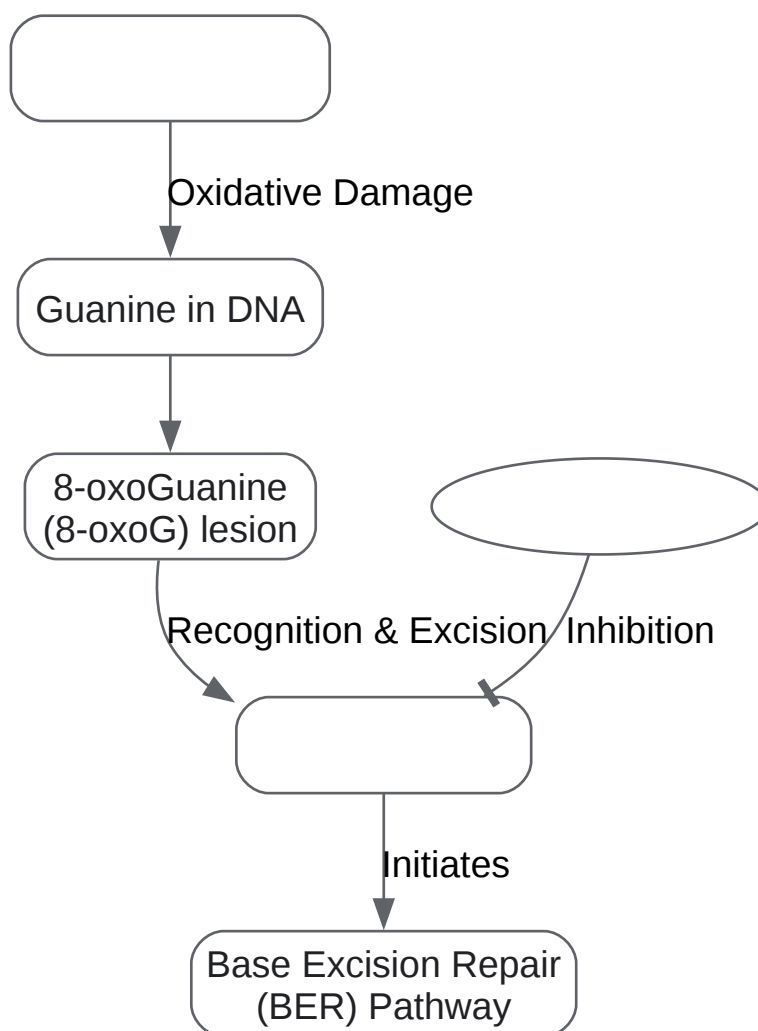 Oxidative Damage
Guanine in DNA
8-oxoGuanine
(8-oxoG) lesion
Recognition & Excision
Inhibition
Initiates
Base Excision Repair
(BER) Pathway